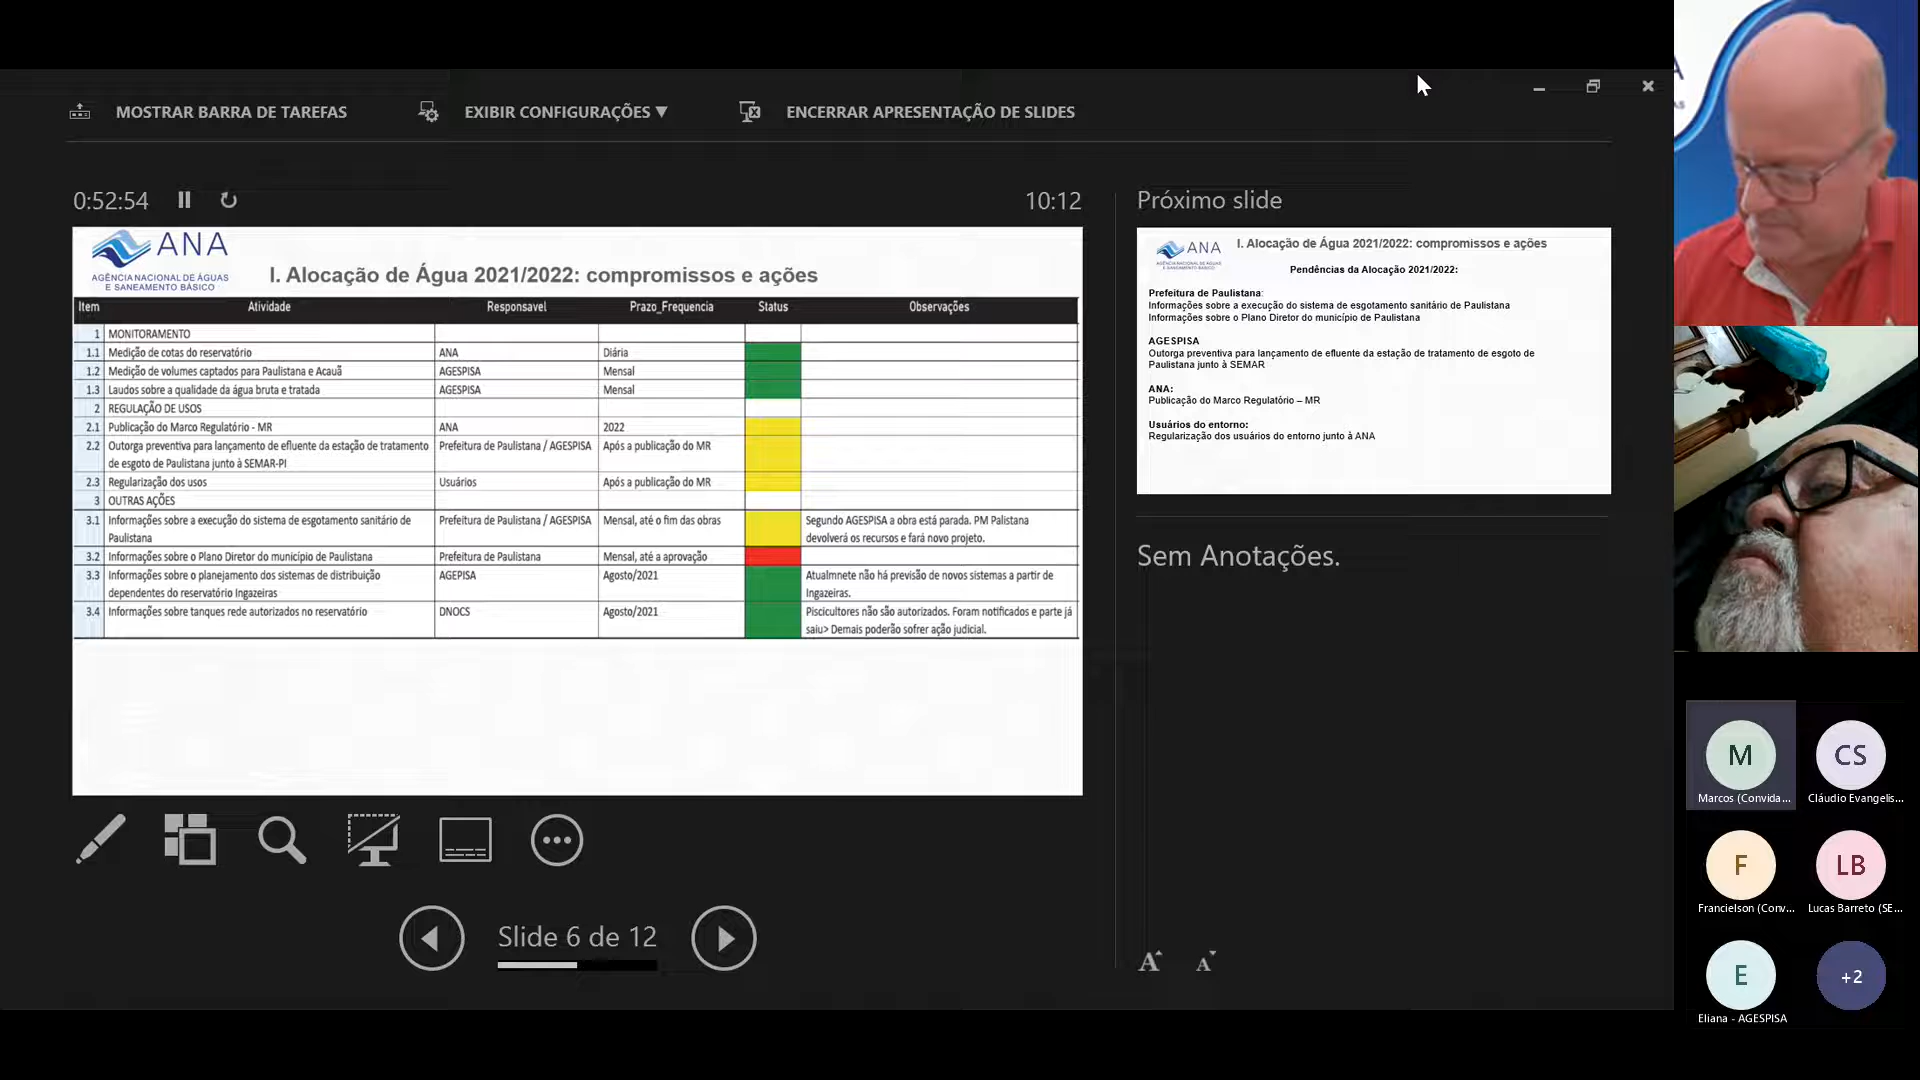 MOSTRAR BARRA DE TAREFAS
EXIBIR CONFIGURAÇÕES ▼
ENCERRAR APRESENTAÇÃO DE SLIDES
0:52:54
10:12
ANA
AGÊNCIA NACIONAL DE ÁGUAS
E SANEAMENTO BÁSICO
I. Alocação de Água 2021/2022: compromissos e ações
Item Atividade Responsavel Prazo_Frequencia Status Observações
1 MONITORAMENTO
1.1 Medição de cotas do reservatório ANA Diária
1.2 Medição de volumes captados para Paulistana e Acauã AGESPISA Mensal
1.3 Laudos sobre a qualidade da água bruta e tratada AGESPISA Mensal
2 REGULAÇÃO DE USOS
2.1 Publicação do Marco Regulatório - MR ANA 2022
2.2 Outorga preventiva para lançamento de efluente da estação de tratamento Prefeitura de Paulistana / AGESPISA Após a publicação do MR
de esgoto de Paulistana junto à SEMAR-PI
2.3 Regularização dos usos Usuários Após a publicação do MR
3 OUTRAS AÇÕES
3.1 Informações sobre a execução do sistema de esgotamento sanitário de Prefeitura de Paulistana / AGESPISA Mensal, até o fim das obras Segundo AGESPISA a obra está parada. PM Palistana
Paulistana devolverá os recursos e fará novo projeto.
3.2 Informações sobre o Plano Diretor do município de Paulistana Prefeitura de Paulistana Mensal, até a aprovação
3.3 Informações sobre o planejamento dos sistemas de distribuição AGEPISA Agosto/2021 Atualmnete não há previsão de novos sistemas a partir de
dependentes do reservatório Ingazeiras Ingazeiras.
3.4 Informações sobre tanques rede autorizados no reservatório DNOCS Agosto/2021 Piscicultores não são autorizados. Foram notificados e parte já
saiu> Demais poderão sofrer ação judicial.
Slide 6 de 12
Próximo slide
ANA
I. Alocação de Água 2021/2022: compromissos e ações
Pendências da Alocação 2021/2022:
Prefeitura de Paulistana:
Informações sobre a execução do sistema de esgotamento sanitário de Paulistana
Informações sobre o Plano Diretor do município de Paulistana
AGESPISA
Outorga preventiva para lançamento de efluente da estação de tratamento de esgoto de
Paulistana junto à SEMAR
ANA:
Publicação do Marco Regulatório – MR
Usuários do entorno:
Regularização dos usuários do entorno junto à ANA
Sem Anotações.
A A
M
Marcos (Convida...
CS
Cláudio Evangelis...
F
Francielson (Conv...
LB
Lucas Barreto (SE...
E
Eliana - AGESPISA
+2